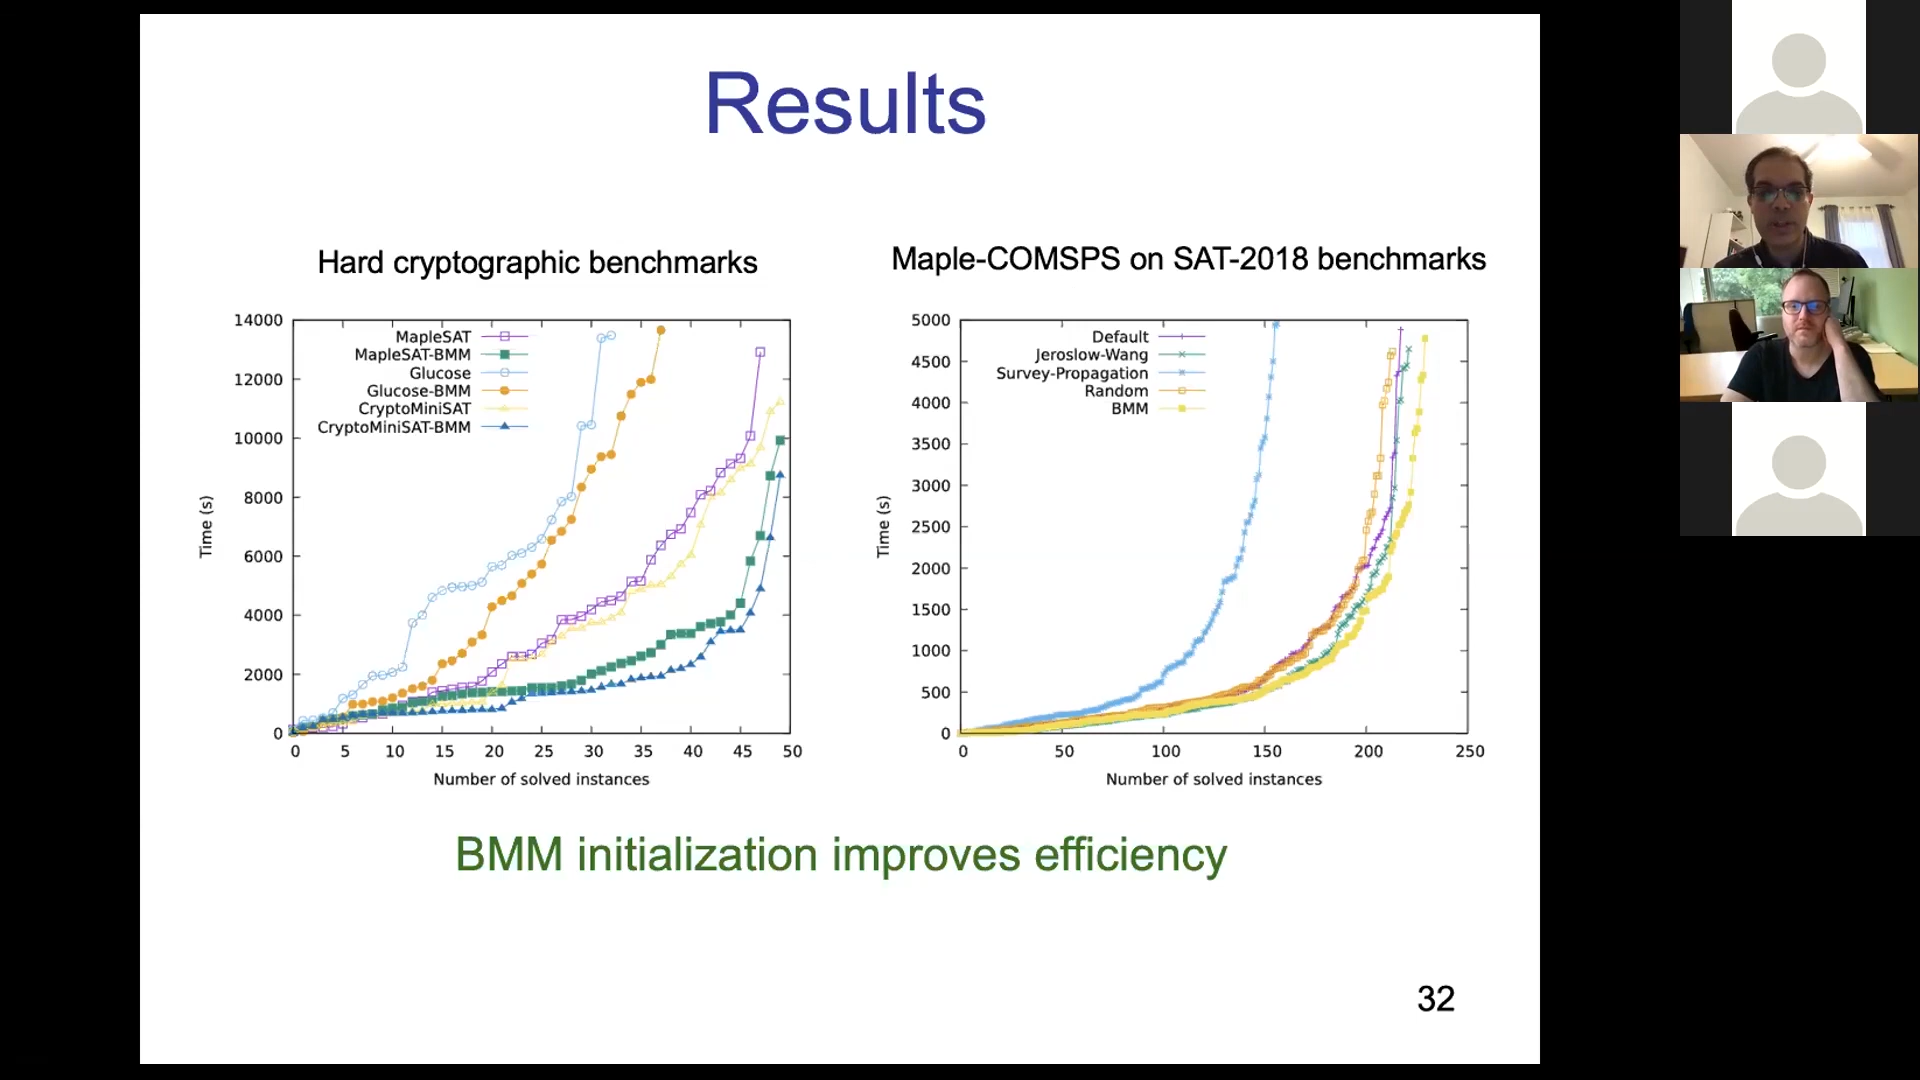 Results
Hard cryptographic benchmarks
14000
12000
10000
8000
6000
4000
2000
0
Time (s)
MapleSAT
MapleSAT-BMM
Glucose
Glucose-BMM
CryptoMiniSAT
CryptoMiniSAT-BMM
0 5 10 15 20 25 30 35 40 45 50
Number of solved instances
Maple-COMSPS on SAT-2018 benchmarks
5000
4500
4000
3500
3000
2500
2000
1500
1000
500
0
Time (s)
Default
Jeroslow-Wang
Survey-Propagation
Random
BMM
0 50 100 150 200 250
Number of solved instances
BMM initialization improves efficiency
32